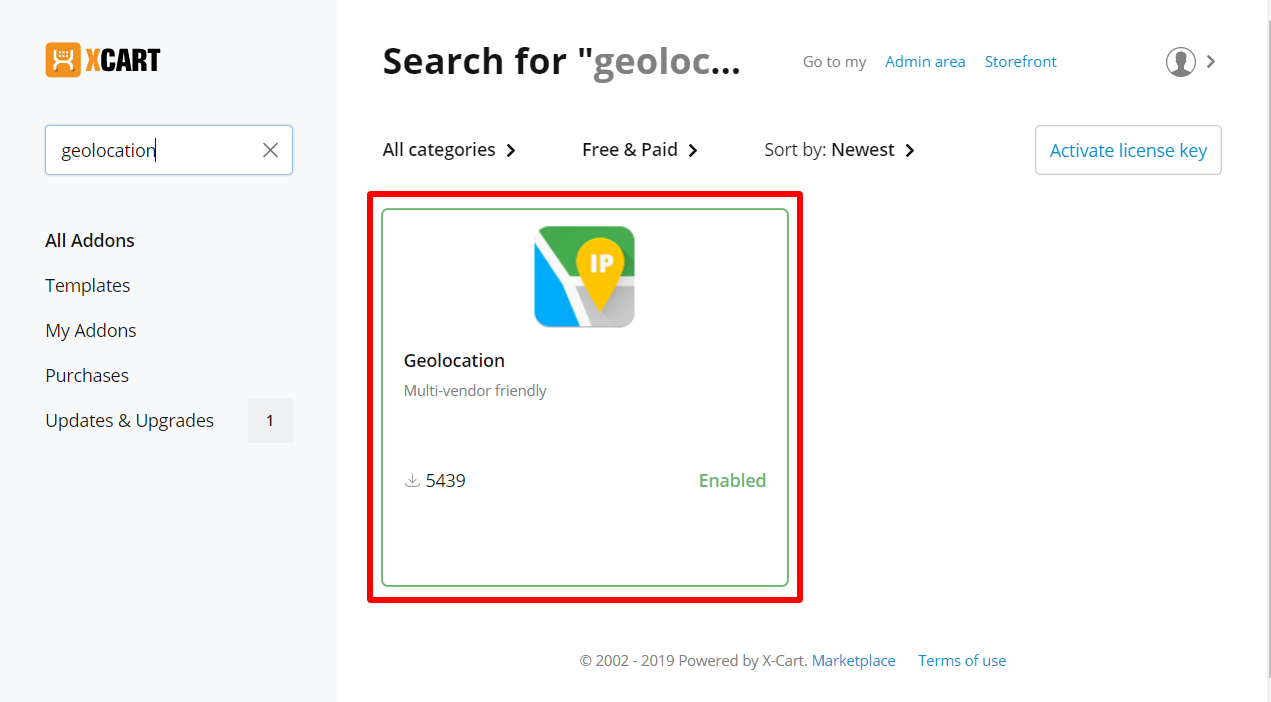 XCART
Search for "geoloc...
Go to my Admin area Storefront
geolocation
All categories Free & Paid Sort by: Newest Activate license key
All Addons
Templates
My Addons
Purchases
Updates & Upgrades 1
IP
Geolocation
Multi-vendor friendly
5439 Enabled
© 2002 - 2019 Powered by X-Cart. Marketplace Terms of use